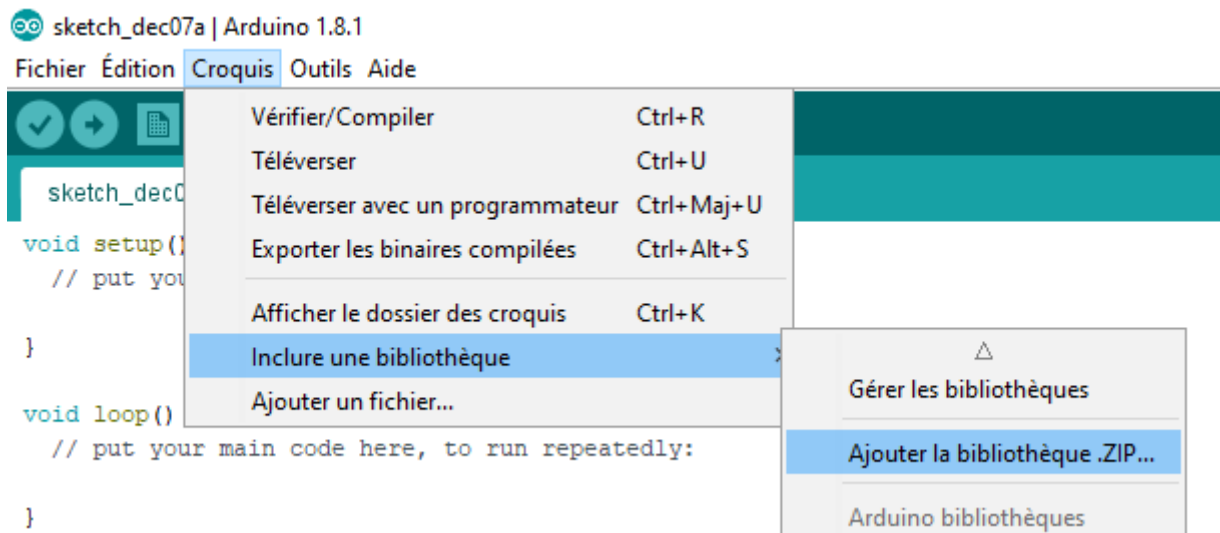 sketch_dec07a | Arduino 1.8.1
Fichier Édition Croquis Outils Aide
Vérifier/Compiler Ctrl+R
Téléverser Ctrl+U
sketch_dec0
Téléverser avec un programmateur Ctrl+Maj+U
void setup()
Exporter les binaires compilées Ctrl+Alt+S
// put you
Afficher le dossier des croquis Ctrl+K
}
Inclure une bibliothèque
Gérer les bibliothèques
Ajouter un fichier...
void loop()
// put your main code here, to run repeatedly:
Ajouter la bibliothèque .ZIP...
}
Arduino bibliothèques